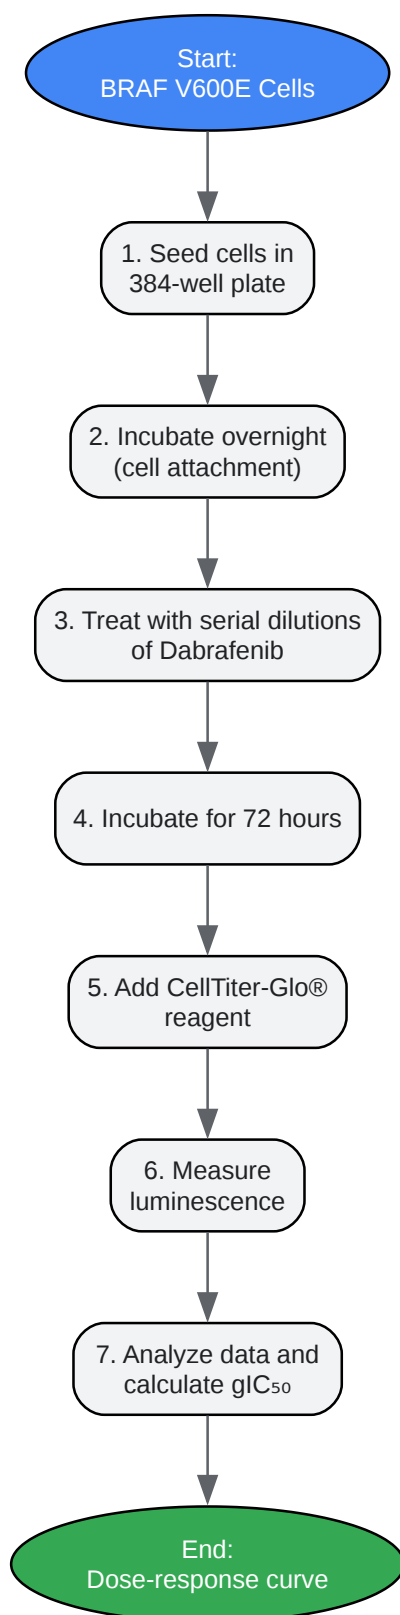 Start:
BRAF V600E Cells
1. Seed cells in
384-well plate
2. Incubate overnight
(cell attachment)
3. Treat with serial dilutions
of Dabrafenib
4. Incubate for 72 hours
5. Add CellTiter-Glo®
reagent
6. Measure
luminescence
7. Analyze data and
calculate gIC₅₀
End:
Dose-response curve